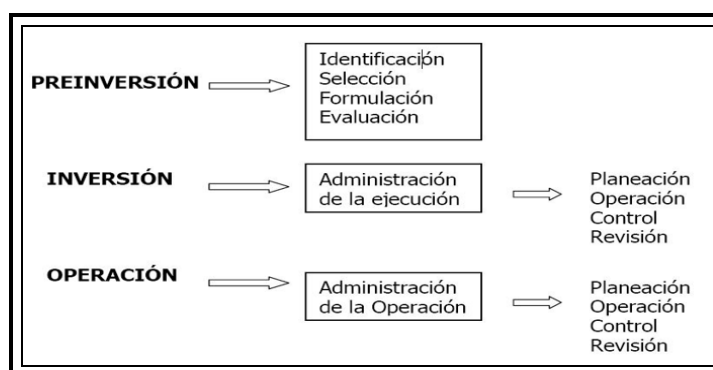 PREINVERSIÓN
Identificación
Selección
Formulación
Evaluación
INVERSIÓN
Administración
de la ejecución
Planeación
Operación
Control
Revisión
OPERACIÓN
Administración
de la Operación
Planeación
Operación
Control
Revisión